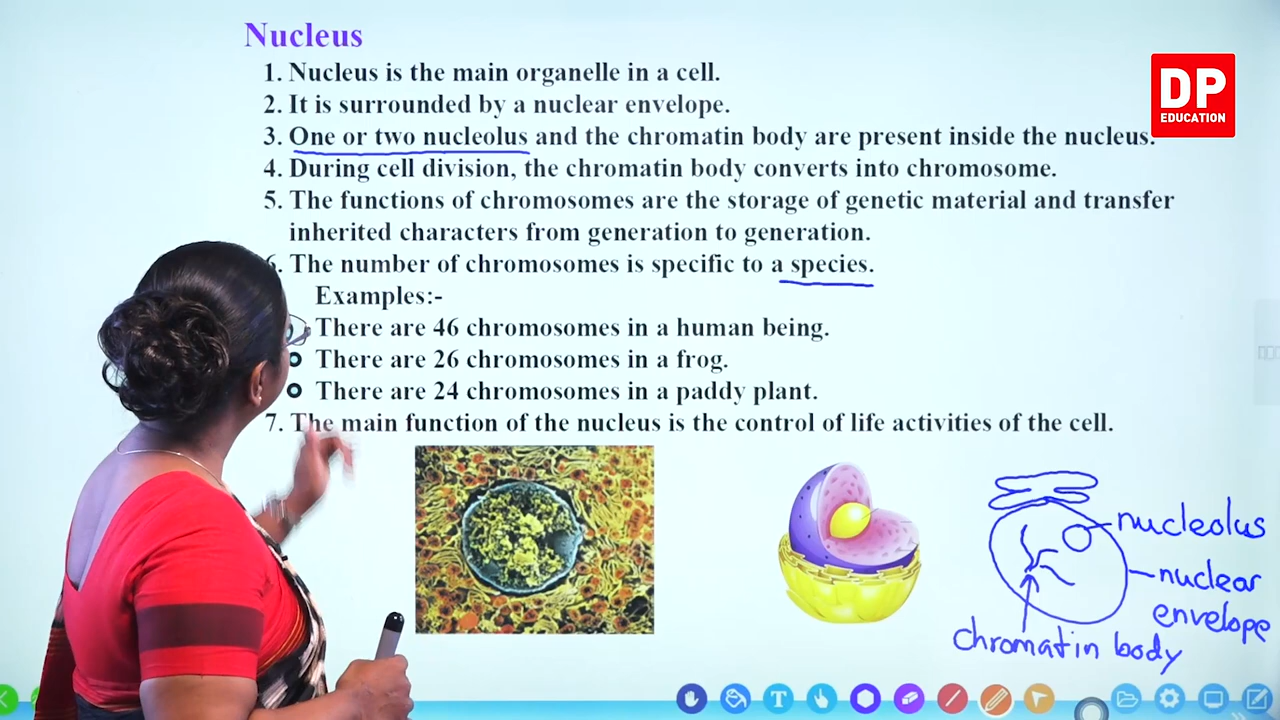 Nucleus
1. Nucleus is the main organelle in a cell.
2. It is surrounded by a nuclear envelope.
3. One or two nucleolus and the chromatin body are present inside the nucleus.
4. During cell division, the chromatin body converts into chromosome.
5. The functions of chromosomes are the storage of genetic material and transfer
inherited characters from generation to generation.
6. The number of chromosomes is specific to a species.
Examples:-
There are 46 chromosomes in a human being.
There are 26 chromosomes in a frog.
There are 24 chromosomes in a paddy plant.
7. The main function of the nucleus is the control of life activities of the cell.
DP
EDUCATION
nucleolus
nuclear
envelope
chromatin body
T